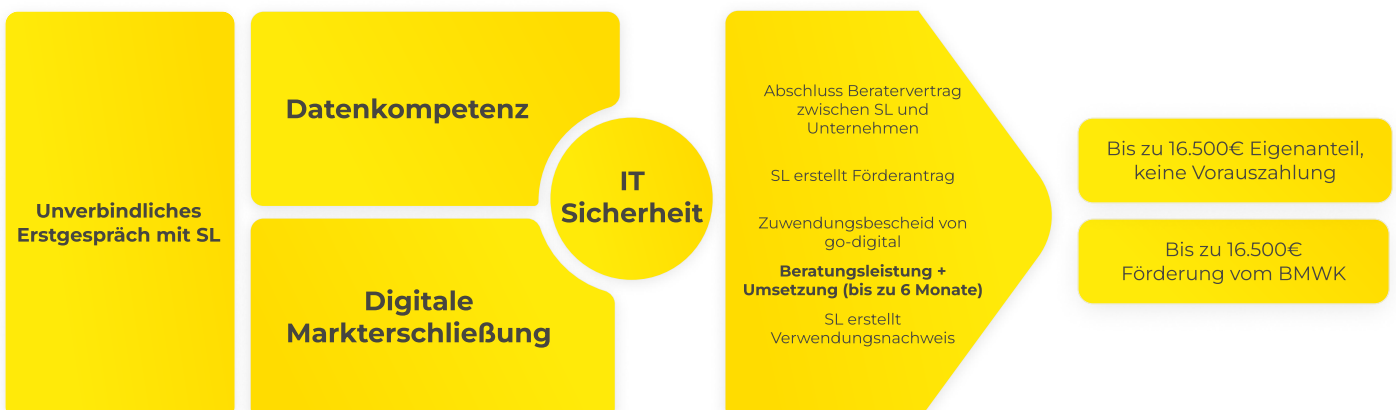 Unverbindliches
Erstgespräch mit SL
Datenkompetenz
IT
Sicherheit
Digitale
Markterschließung
Abschluss Beratervertrag
zwischen SL und
Unternehmen
SL erstellt Förderantrag
Zuwendungsbescheid von
go-digital
Beratungsleistung +
Umsetzung (bis zu 6 Monate)
SL erstellt
Verwendungsnachweis
Bis zu 16.500€ Eigenanteil,
keine Vorauszahlung
Bis zu 16.500€
Förderung vom BMWK